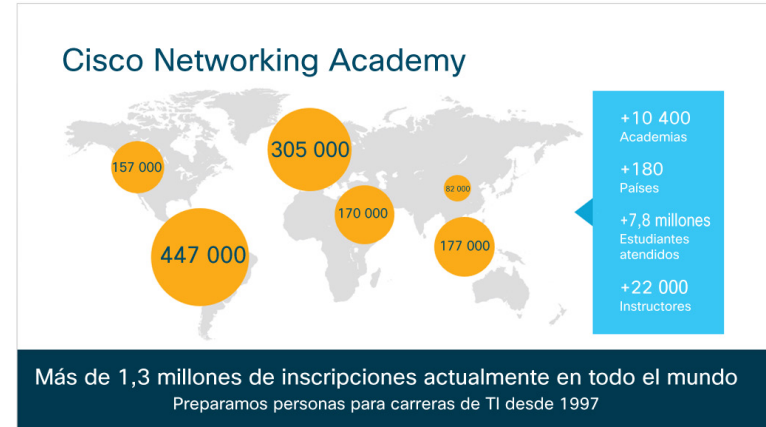 Cisco Networking Academy
157 000
305 000
447 000
170 000
82 000
177 000
+10 400
Academias
+180
Países
+7,8 millones
Estudiantes
atendidos
+22 000
Instructores
Más de 1,3 millones de inscripciones actualmente en todo el mundo
Preparamos personas para carreras de TI desde 1997